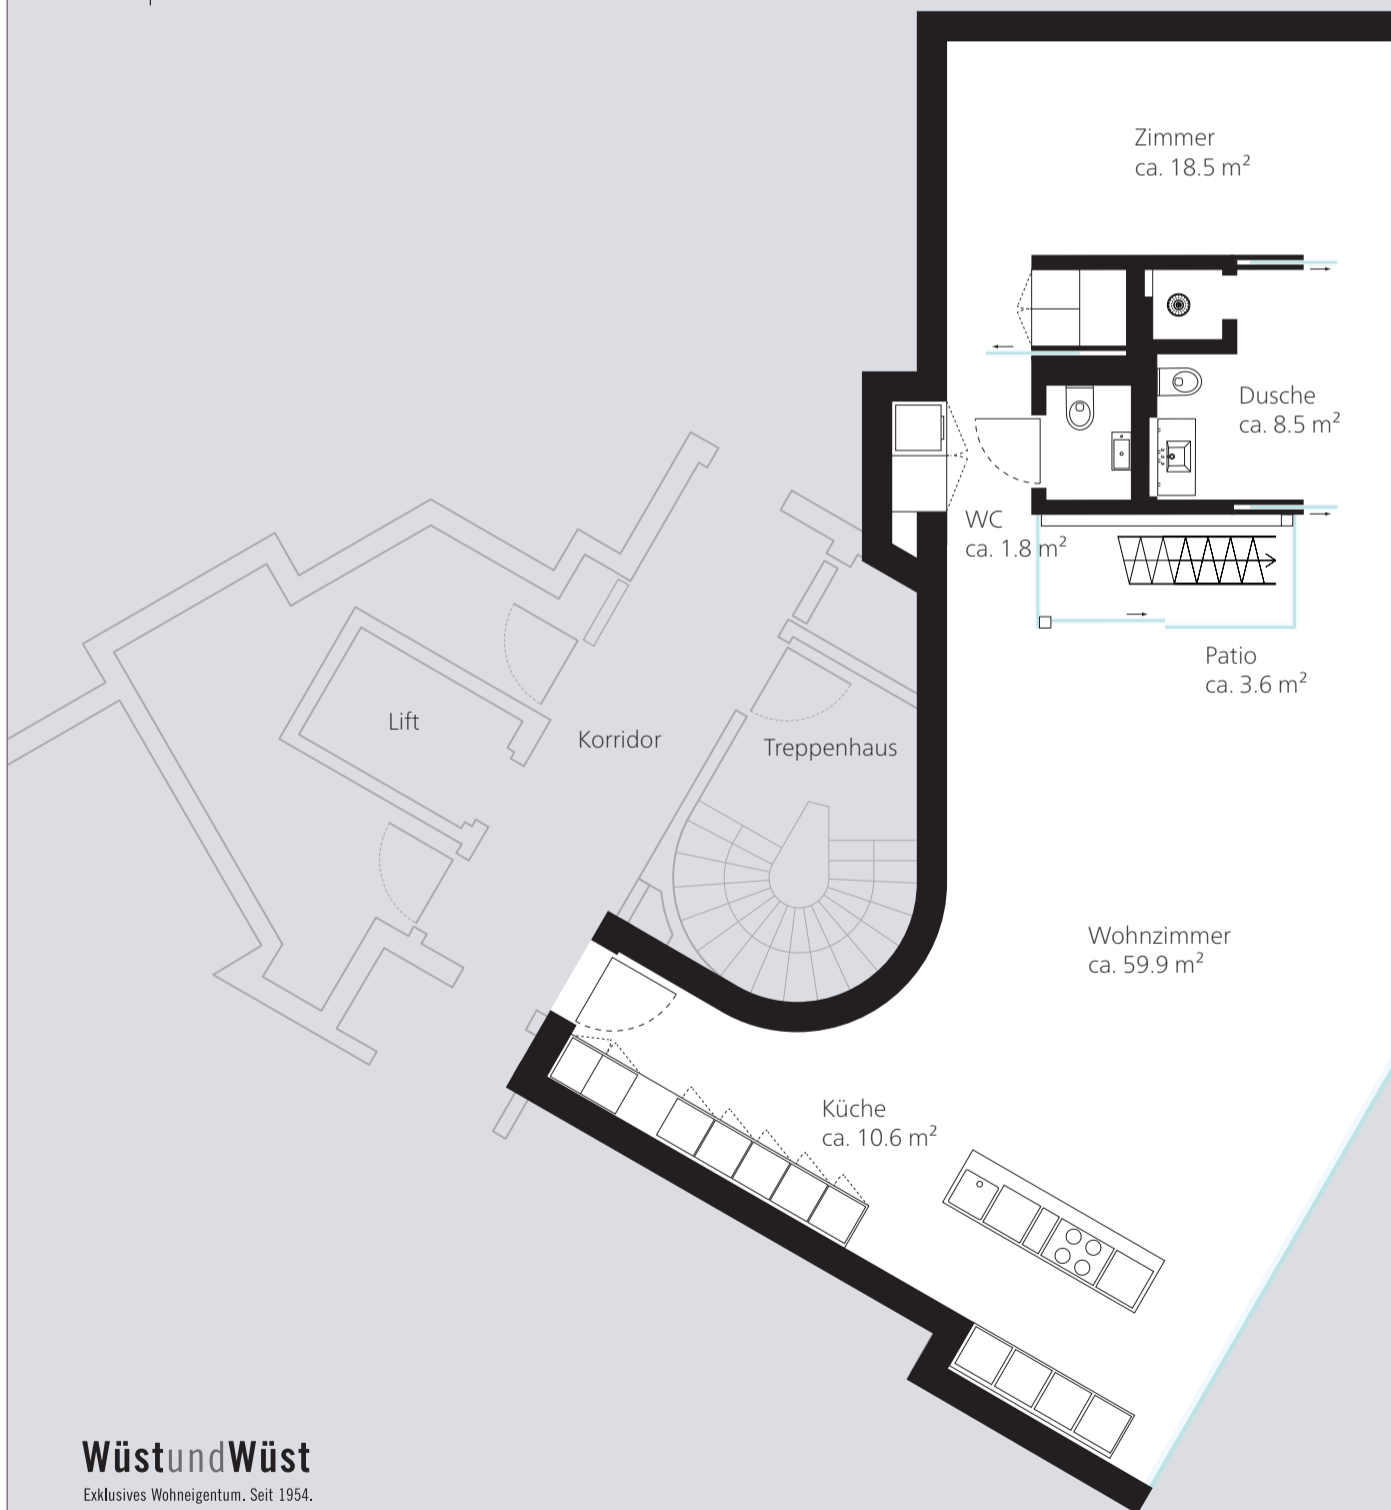 Zimmer
ca. 18.5 m²
Dusche
ca. 8.5 m²
WC
ca. 1.8 m²
Patio
ca. 3.6 m²
Lift
Korridor
Treppenhaus
Wohnzimmer
ca. 59.9 m²
Küche
ca. 10.6 m²
WüstundWüst
Exklusives Wohneigentum. Seit 1954.